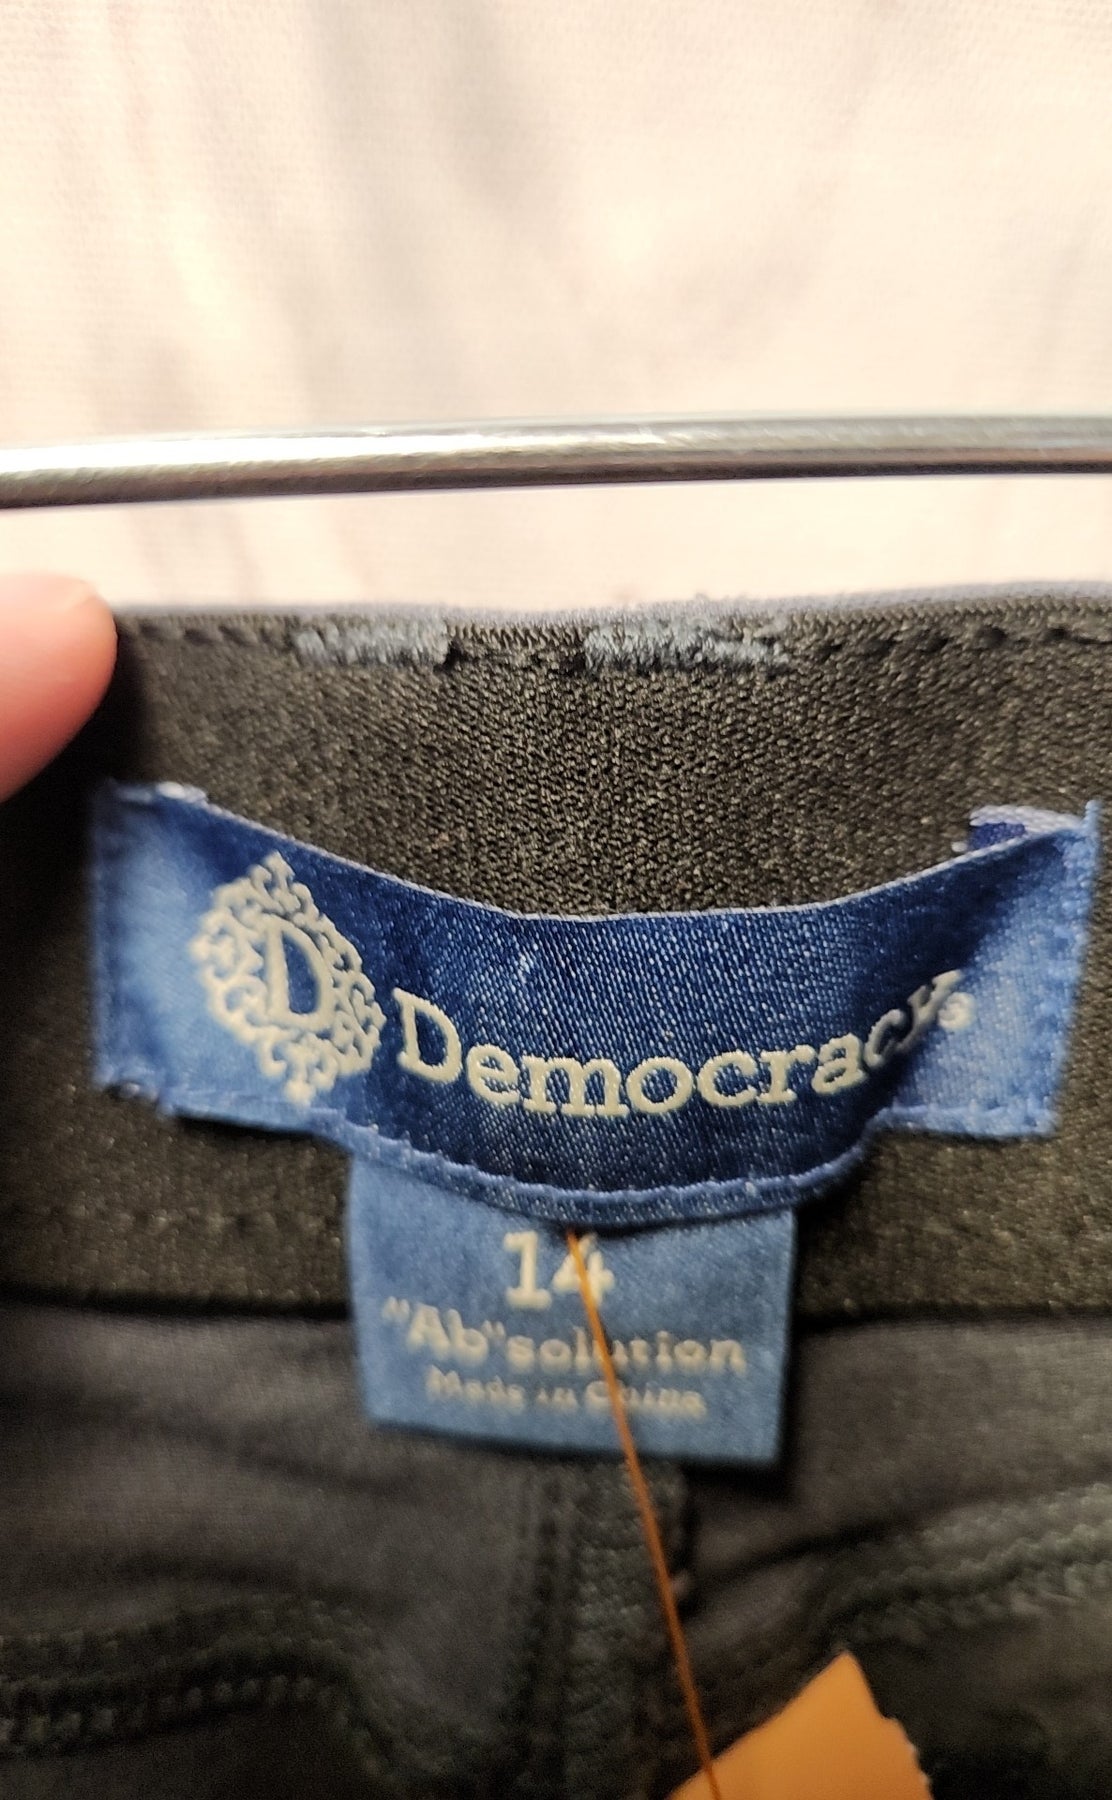 D
Democracy®
14
"Ab"solution
Made in China